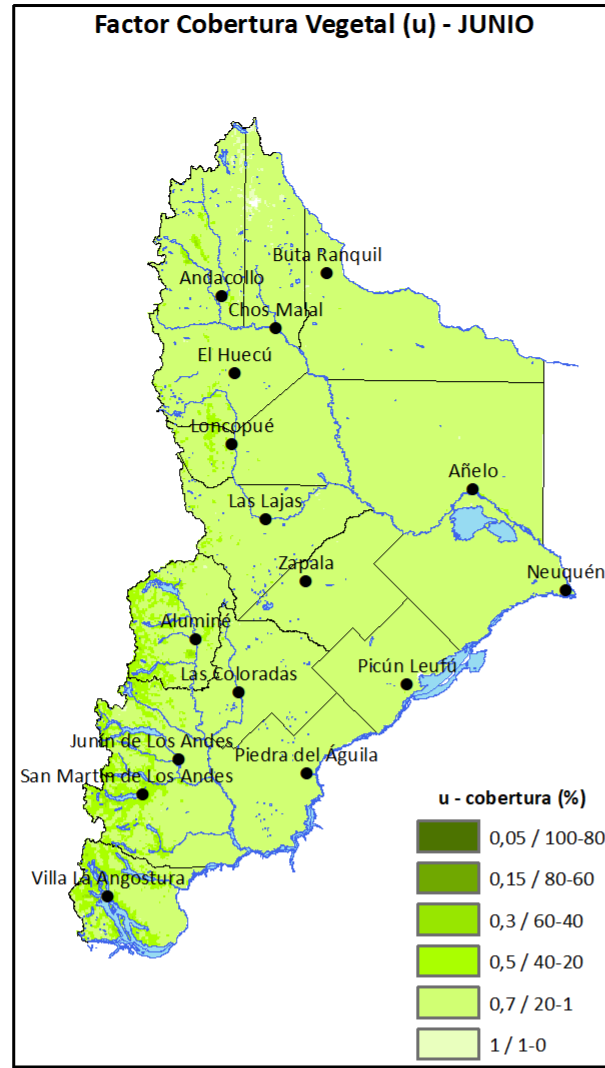 Factor Cobertura Vegetal (u) - JUNIO
Buta Ranquil
Andacollo
Chos Malal
El Huecú
Loncopué
Añelo
Las Lajas
Zapala
Neuquén
Aluminé
Las Coloradas
Picún Leufú
Junín de Los Andes
Piedra del Águila
San Martín de Los Andes
Villa La Angostura
u - cobertura (%)
0,05 / 100-80
0,15 / 80-60
0,3 / 60-40
0,5 / 40-20
0,7 / 20-1
1 / 1-0